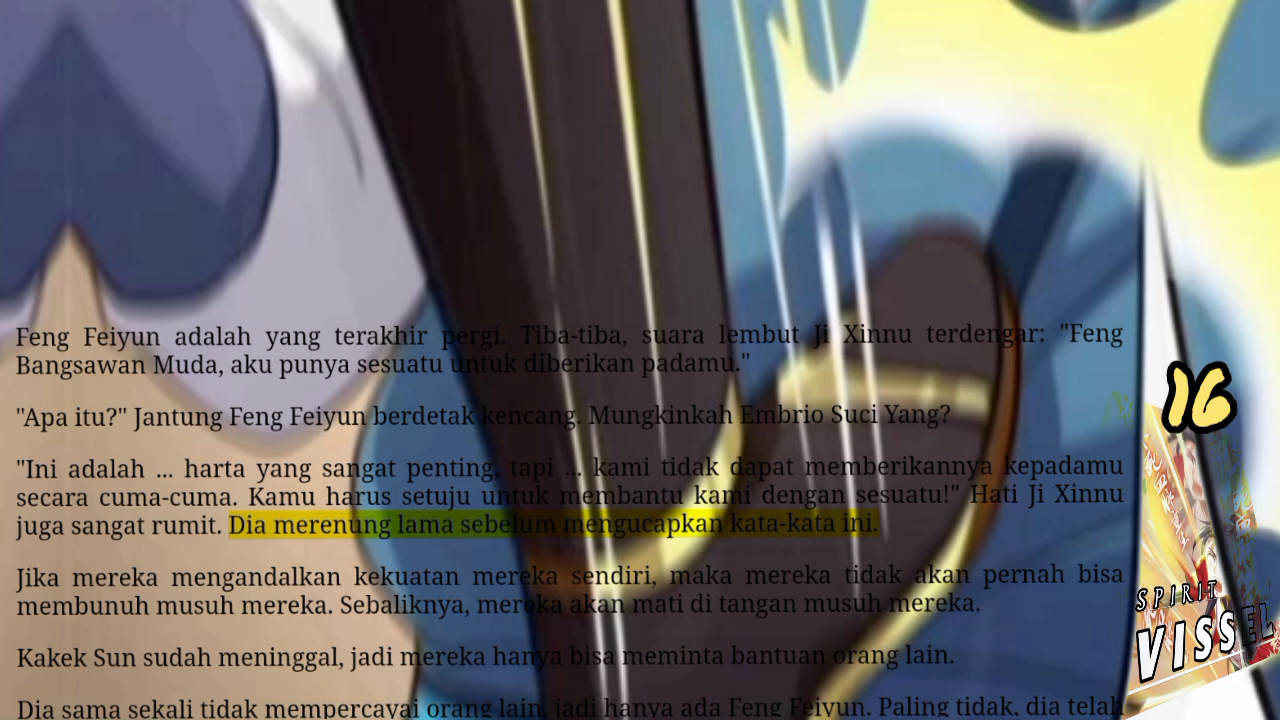 Feng Feiyun adalah yang terakhir pergi. Tiba-tiba, suara lembut Ji Xinnu terdengar: "Feng
Bangsawan Muda, aku punya sesuatu untuk diberikan padamu."
"Apa itu?" Jantung Feng Feiyun berdetak kencang. Mungkinkah Embrio Suci Yang?
"Ini adalah ... harta yang sangat penting, tapi ... kami tidak dapat memberikannya kepadamu
secara cuma-cuma. Kamu harus setuju untuk membantu kami dengan sesuatu!" Hati Ji Xinnu
juga sangat rumit. Dia merenung lama sebelum mengucapkan kata-kata ini.
Jika mereka mengandalkan kekuatan mereka sendiri, maka mereka tidak akan pernah bisa
membunuh musuh mereka. Sebaliknya, mereka akan mati di tangan musuh mereka.
Kakek Sun sudah meninggal, jadi mereka hanya bisa meminta bantuan orang lain.
Dia sama sekali tidak mempercayai orang lain, jadi hanya ada Feng Feiyun. Paling tidak, dia telah
16
SPIRIT
VISSEL